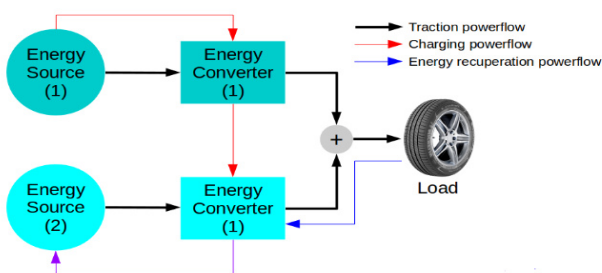 Energy
Source
(1)
Energy
Converter
(1)
Traction powerflow
Charging powerflow
Energy recuperation powerflow
+
Load
Energy
Source
(2)
Energy
Converter
(1)